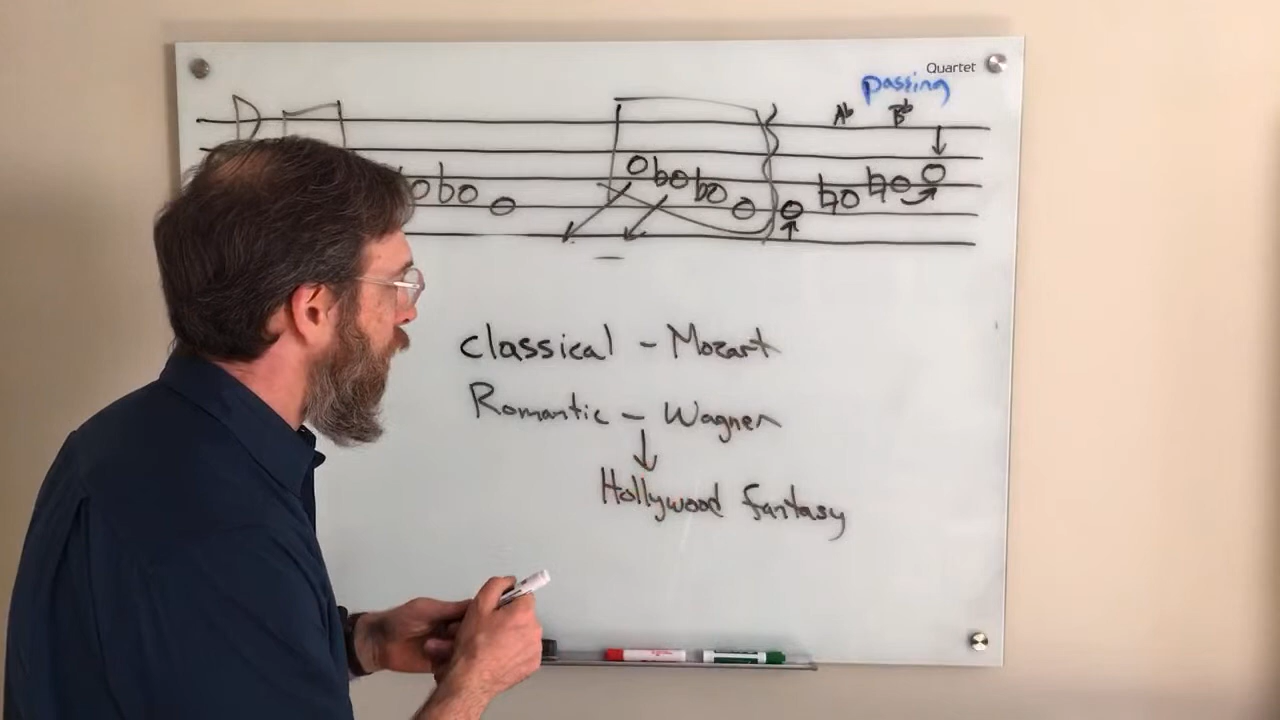 Quartet
passing
Ab Bb
classical - Mozart
Romantic - Wagner
Hollywood fantasy